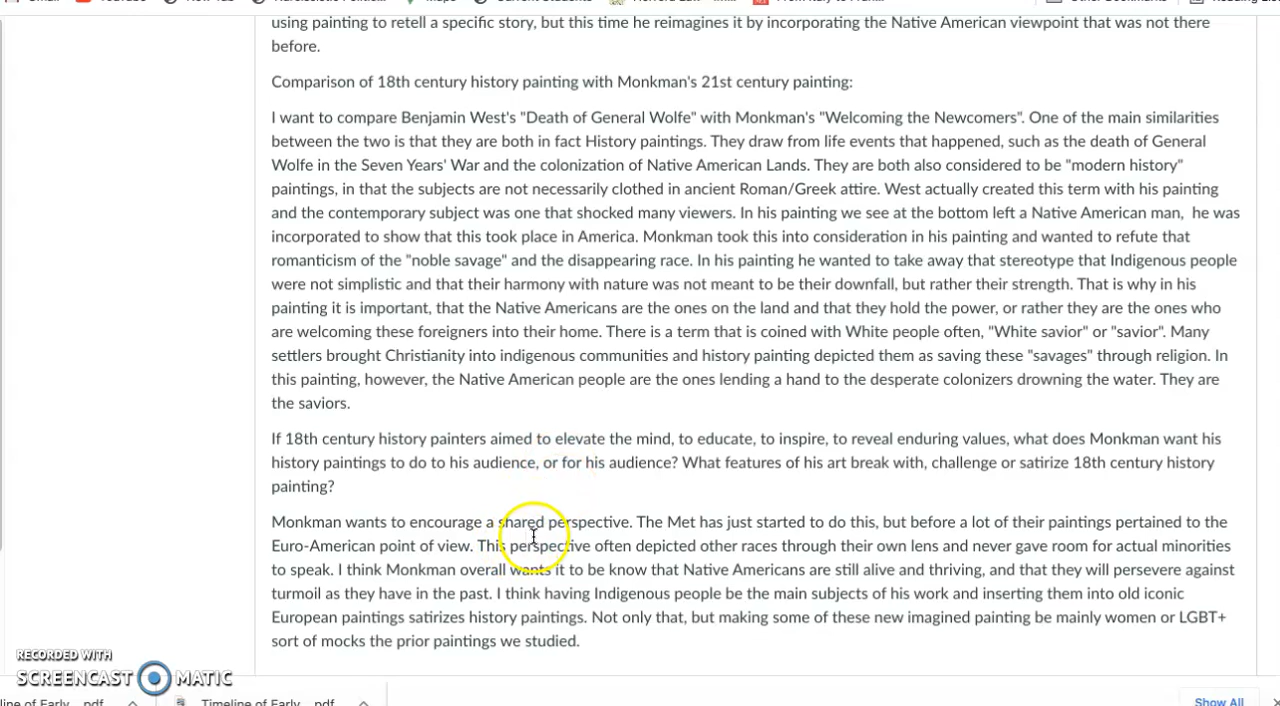 using painting to retell a specific story, but this time he reimagines it by incorporating the Native American viewpoint that was not there
before.
Comparison of 18th century history painting with Monkman's 21st century painting:
I want to compare Benjamin West's "Death of General Wolfe" with Monkman's "Welcoming the Newcomers". One of the main similarities
between the two is that they are both in fact History paintings. They draw from life events that happened, such as the death of General
Wolfe in the Seven Years' War and the colonization of Native American Lands. They are both also considered to be "modern history"
paintings, in that the subjects are not necessarily clothed in ancient Roman/Greek attire. West actually created this term with his painting
and the contemporary subject was one that shocked many viewers. In his painting we see at the bottom left a Native American man, he was
incorporated to show that this took place in America. Monkman took this into consideration in his painting and wanted to refute that
romanticism of the "noble savage" and the disappearing race. In his painting he wanted to take away that stereotype that Indigenous people
were not simplistic and that their harmony with nature was not meant to be their downfall, but rather their strength. That is why in his
painting it is important, that the Native Americans are the ones on the land and that they hold the power, or rather they are the ones who
are welcoming these foreigners into their home. There is a term that is coined with White people often, "White savior" or "savior". Many
settlers brought Christianity into indigenous communities and history painting depicted them as saving these "savages" through religion. In
this painting, however, the Native American people are the ones lending a hand to the desperate colonizers drowning the water. They are
the saviors.
If 18th century history painters aimed to elevate the mind, to educate, to inspire, to reveal enduring values, what does Monkman want his
history paintings to do to his audience, or for his audience? What features of his art break with, challenge or satirize 18th century history
painting?
Monkman wants to encourage a shared perspective. The Met has just started to do this, but before a lot of their paintings pertained to the
Euro-American point of view. This perspective often depicted other races through their own lens and never gave room for actual minorities
to speak. I think Monkman overall wants it to be know that Native Americans are still alive and thriving, and that they will persevere against
turmoil as they have in the past. I think having Indigenous people be the main subjects of his work and inserting them into old iconic
European paintings satirizes history paintings. Not only that, but making some of these new imagined painting be mainly women or LGBT+
sort of mocks the prior paintings we studied.
RECORDED WITH
SCREENCAST MATIC
line of Early....pdf
Timeline of Early....pdf
Show All